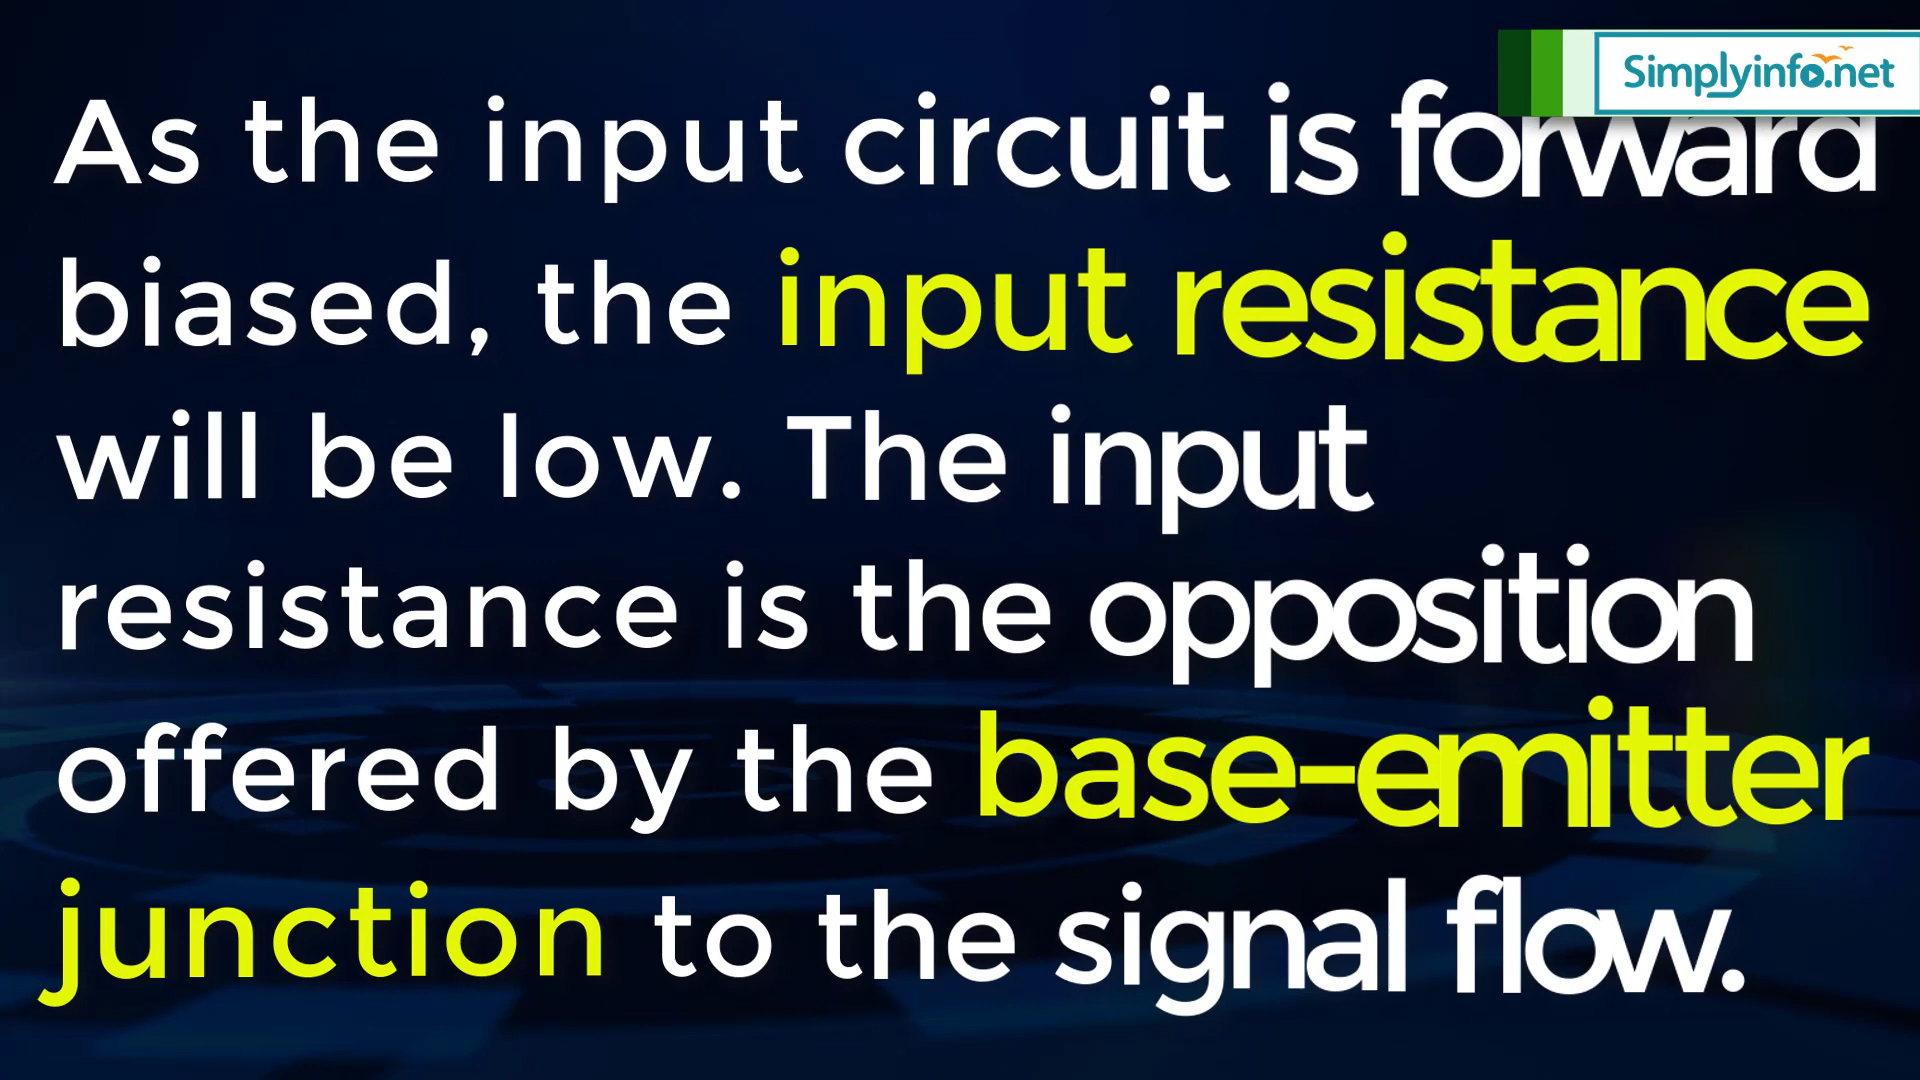 Simplyinfo.net
As the input circuit is forward
biased, the input resistance
will be low. The input
resistance is the opposition
offered by the base-emitter
junction to the signal flow.